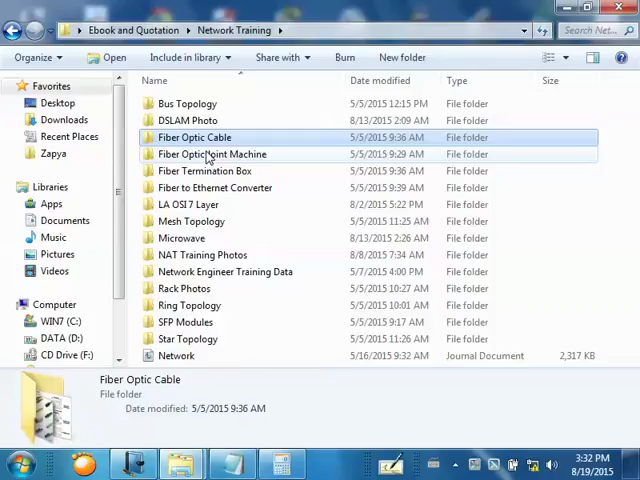 Ebook and Quotation Network Training Search Net...
Organize Open Include in library Share with Burn New folder
Favorites
Desktop
Downloads
Recent Places
Zapya
Libraries
Apps
Documents
Music
Pictures
Videos
Computer
WIN7 (C:)
DATA (D:)
CD Drive (F:)
Name Date modified Type Size
Bus Topology 5/5/2015 12:15 PM File folder
DSLAM Photo 8/13/2015 2:09 AM File folder
Fiber Optic Cable 5/5/2015 9:36 AM File folder
Fiber Optic Joint Machine 5/5/2015 9:29 AM File folder
Fiber Termination Box 5/5/2015 9:36 AM File folder
Fiber to Ethernet Converter 5/5/2015 9:39 AM File folder
LA OSI 7 Layer 8/2/2015 5:22 PM File folder
Mesh Topology 5/5/2015 11:25 AM File folder
Microwave 8/13/2015 2:26 AM File folder
NAT Training Photos 8/8/2015 7:34 AM File folder
Network Engineer Training Data 5/7/2015 4:00 PM File folder
Rack Photos 5/5/2015 10:27 AM File folder
Ring Topology 5/5/2015 10:01 AM File folder
SFP Modules 5/5/2015 9:17 AM File folder
Star Topology 5/5/2015 11:39 AM File folder
Network 5/16/2015 9:32 AM Journal Document 2,317 KB
Fiber Optic Cable
File folder
Date modified: 5/5/2015 9:36 AM
3:32 PM
8/19/2015